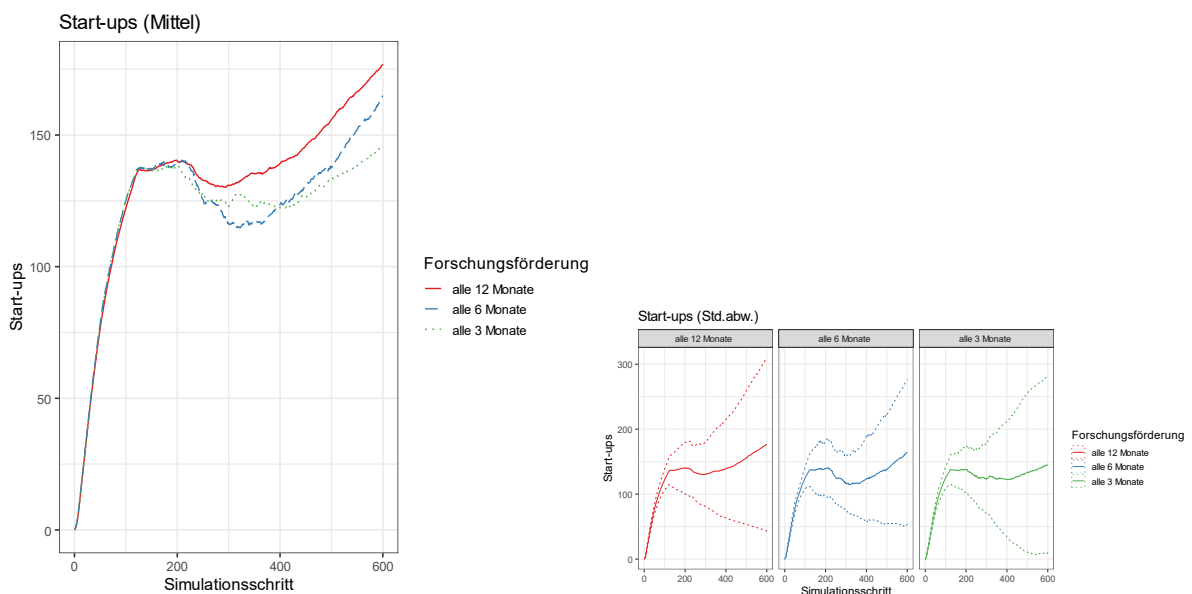 Start-ups (Mittel)
Start-ups
150
100
50
0
0 200 400 600
Simulationsschritt
Forschungsförderung
alle 12 Monate
alle 6 Monate
alle 3 Monate
Start-ups (Std.abw.)
alle 12 Monate alle 6 Monate alle 3 Monate
Start-ups
300
200
100
0
0 200 400 600 0 200 400 600 0 200 400 600
Simulationsschritt
Forschungsförderung
alle 12 Monate
alle 6 Monate
alle 3 Monate